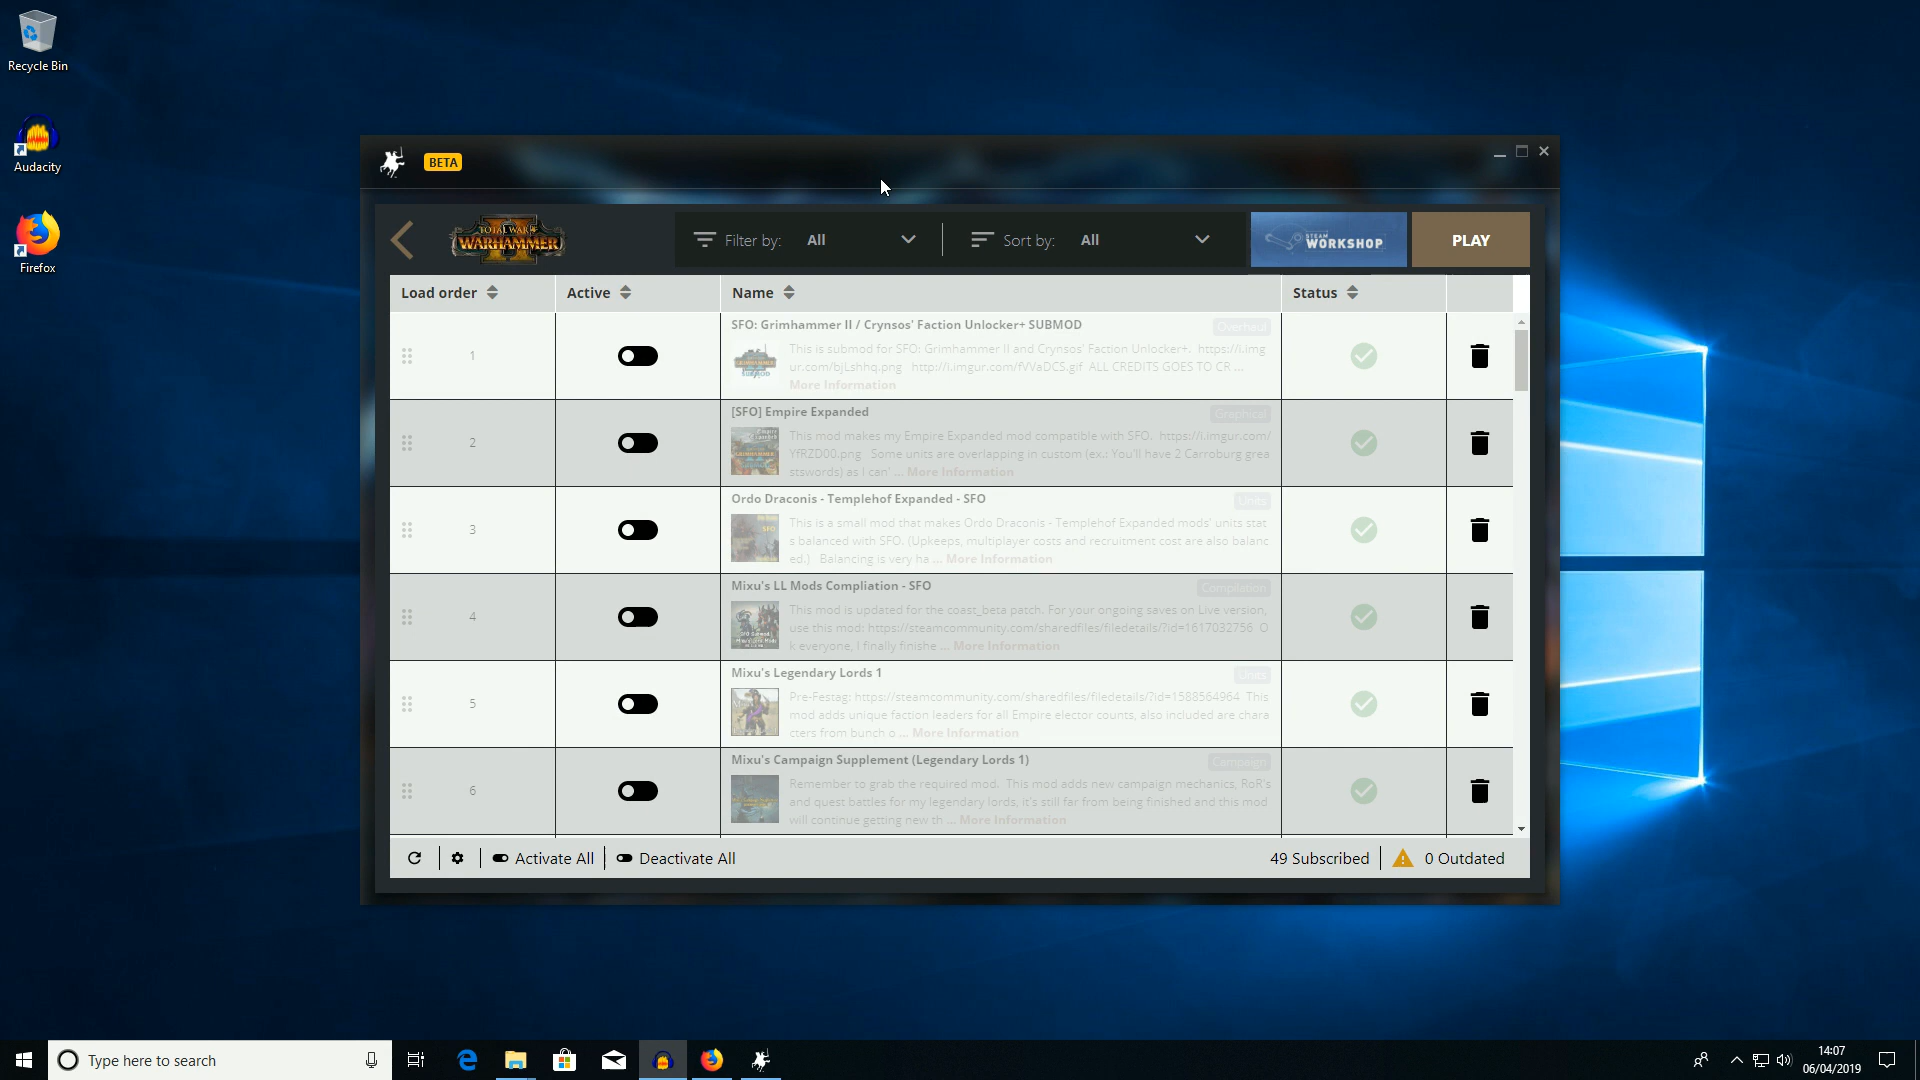 Recycle Bin
Audacity
Firefox
BETA
TOTAL WAR
WARHAMMER
II
Filter by: All
Sort by: All
STEAM
WORKSHOP
PLAY
Load order
Active
Name
Status
1
SFO: Grimhammer II / Crynsos' Faction Unlocker+ SUBMOD
Overhaul
This is submod for SFO: Grimhammer II and Crynsos' Faction Unlocker+. https://i.img
ur.com/bjLshhq.png http://i.imgur.com/fVVaDCS.gif ALL CREDITS GOES TO CR ...
More Information
2
[SFO] Empire Expanded
Graphical
This mod makes my Empire Expanded mod compatible with SFO. https://i.imgur.com/
YfRZD00.png Some units are overlapping in custom (ex.: You'll have 2 Carroburg grea
tswords) as I can' ... More Information
3
Ordo Draconis - Templehof Expanded - SFO
Units
This is a small mod that makes Ordo Draconis - Templehof Expanded mods' units stat
s balanced with SFO. (Upkeeps, multiplayer costs and recruitment cost are also balanc
ed.) Balancing is very ha ... More Information
4
Mixu's LL Mods Compliation - SFO
Compilation
This mod is updated for the coast_beta patch. For your ongoing saves on Live version,
use this mod: https://steamcommunity.com/sharedfiles/filedetails/?id=1617032756 O
k everyone, I finally finishe ... More Information
5
Mixu's Legendary Lords 1
Units
Pre-Festag: https://steamcommunity.com/sharedfiles/filedetails/?id=1588564964 This
mod adds unique faction leaders for all Empire elector counts, also included are chara
cters from bunch o ... More Information
6
Mixu's Campaign Supplement (Legendary Lords 1)
Campaign
Remember to grab the required mod. This mod adds new campaign mechanics, RoR's
and quest battles for my legendary lords, it's still far from being finished and this mod
will continue getting new th ... More Information
Activate All
Deactivate All
49 Subscribed
0 Outdated
Type here to search
14:07
06/04/2019